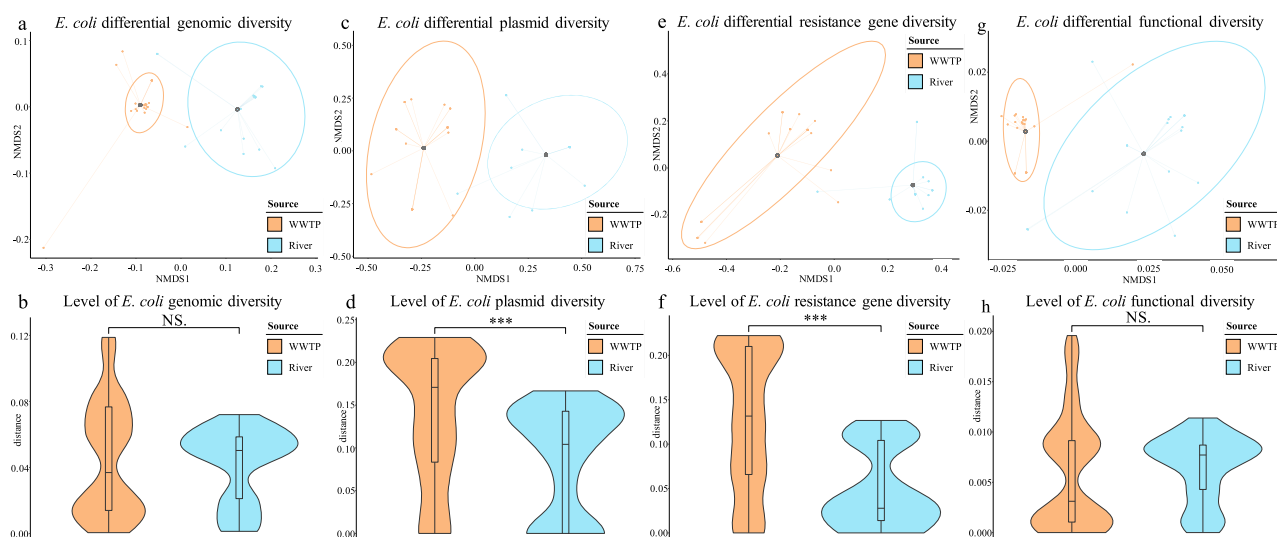 a
E. coli differential genomic diversity
0.1
0.0
-0.1
-0.2
NMDS2
-0.3
-0.2
-0.1
0.0
0.1
0.2
0.3
NMDS1
Source
WWTP
River
c
E. coli differential plasmid diversity
0.50
0.25
0.00
-0.25
-0.50
NMDS2
-0.50
-0.25
0.00
0.25
0.50
0.75
NMDS1
Source
WWTP
River
e
E. coli differential resistance gene diversity
0.4
0.2
0.0
-0.2
NMDS2
-0.6
-0.4
-0.2
0.0
0.2
0.4
NMDS1
Source
WWTP
River
g
E. coli differential functional diversity
0.02
0.00
-0.02
NMDS2
-0.025
0.000
0.025
0.050
NMDS1
Source
WWTP
River
b
Level of E. coli genomic diversity
NS.
0.12
0.08
0.04
0.00
distance
Source
WWTP
River
d
Level of E. coli plasmid diversity
***
0.25
0.20
0.15
0.10
0.05
0.00
distance
Source
WWTP
River
f
Level of E. coli resistance gene diversity
***
0.20
0.15
0.10
0.05
0.00
distance
Source
WWTP
River
h
Level of E. coli functional diversity
NS.
0.020
0.015
0.010
0.005
0.000
distance
Source
WWTP
River